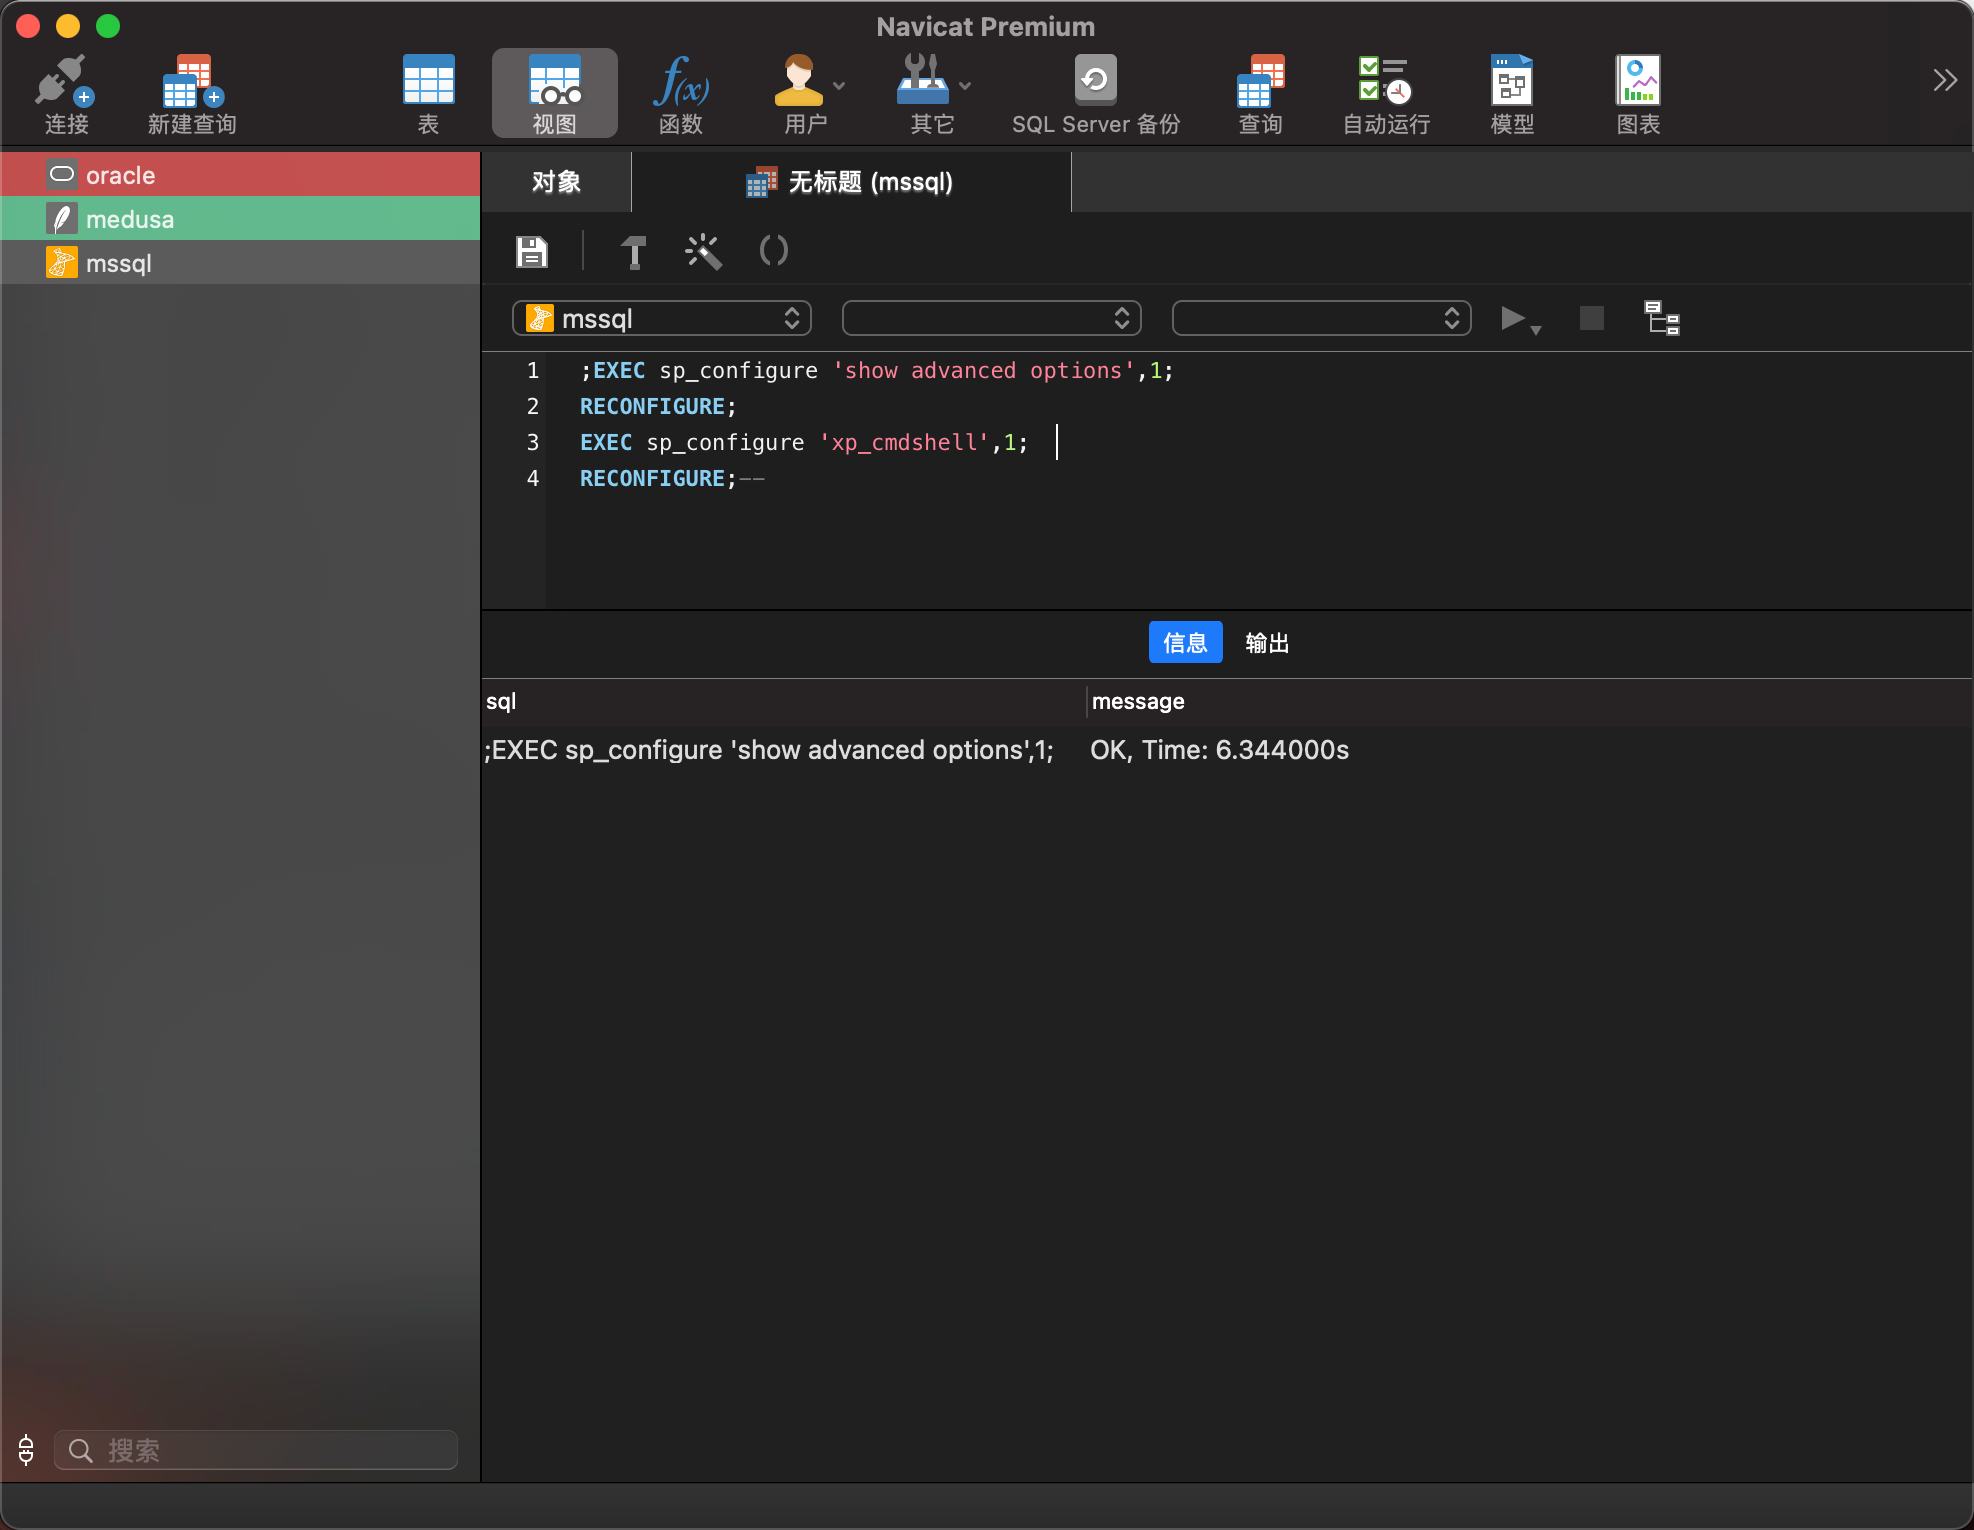 Navicat Premium
连接
新建查询
表
视图
函数
用户
其它
SQL Server 备份
查询
自动运行
模型
图表
oracle
medusa
mssql
对象
无标题 (mssql)
mssql
1 ;EXEC sp_configure 'show advanced options',1;
2 RECONFIGURE;
3 EXEC sp_configure 'xp_cmdshell',1;
4 RECONFIGURE;--
信息 输出
sql message
;EXEC sp_configure 'show advanced options',1; OK, Time: 6.344000s
搜索